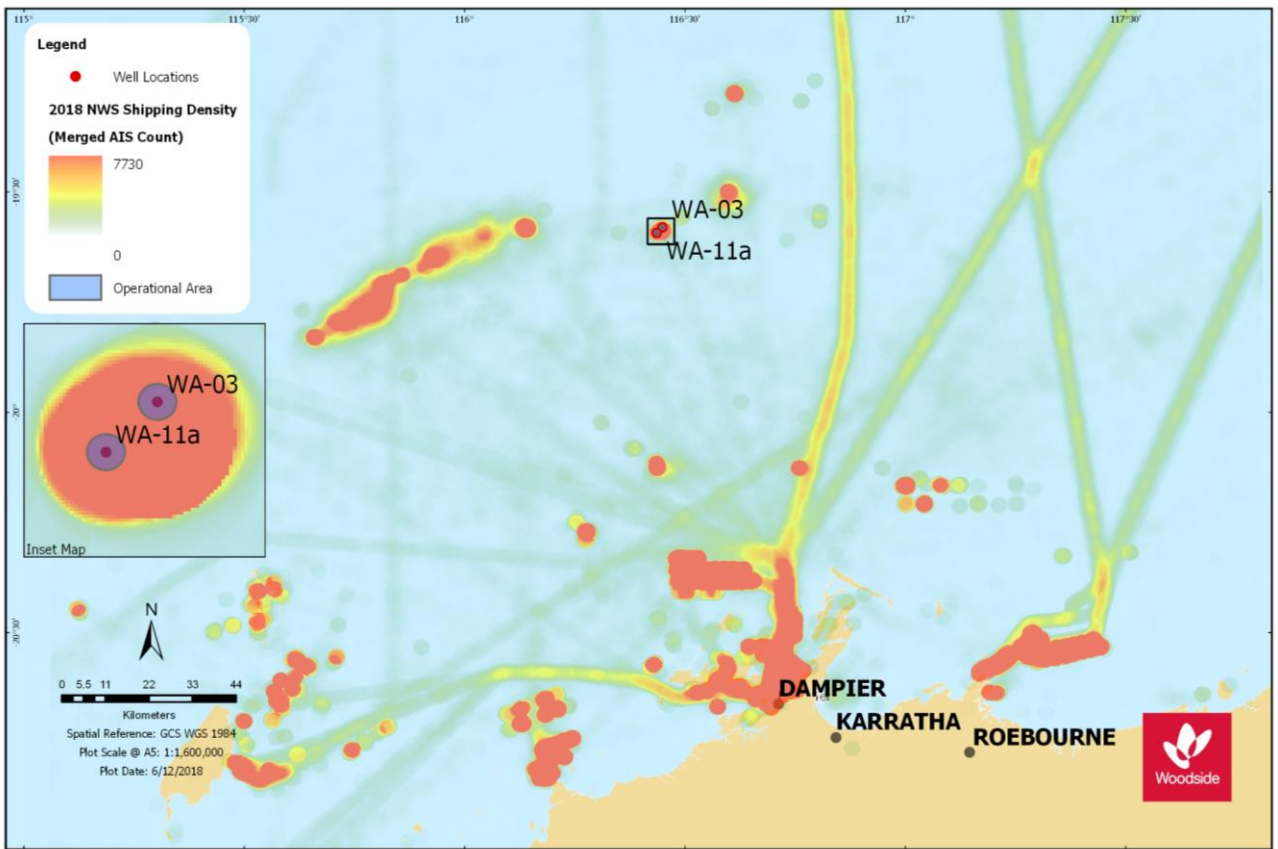 115°
115°30'
116°
116°30'
117°
117°30'
Legend
Well Locations
2018 NWS Shipping Density
(Merged AIS Count)
7730
0
Operational Area
-19°30'
WA-03
WA-11a
WA-03
WA-11a
Inset Map
-20°
-20°30'
N
0 5.5 11 22 33 44
Kilometers
Spatial Reference: GCS WGS 1984
Plot Scale @ A5: 1:1,600,000
Plot Date: 6/12/2018
DAMPIER
KARRATHA
ROEBOURNE
Woodside